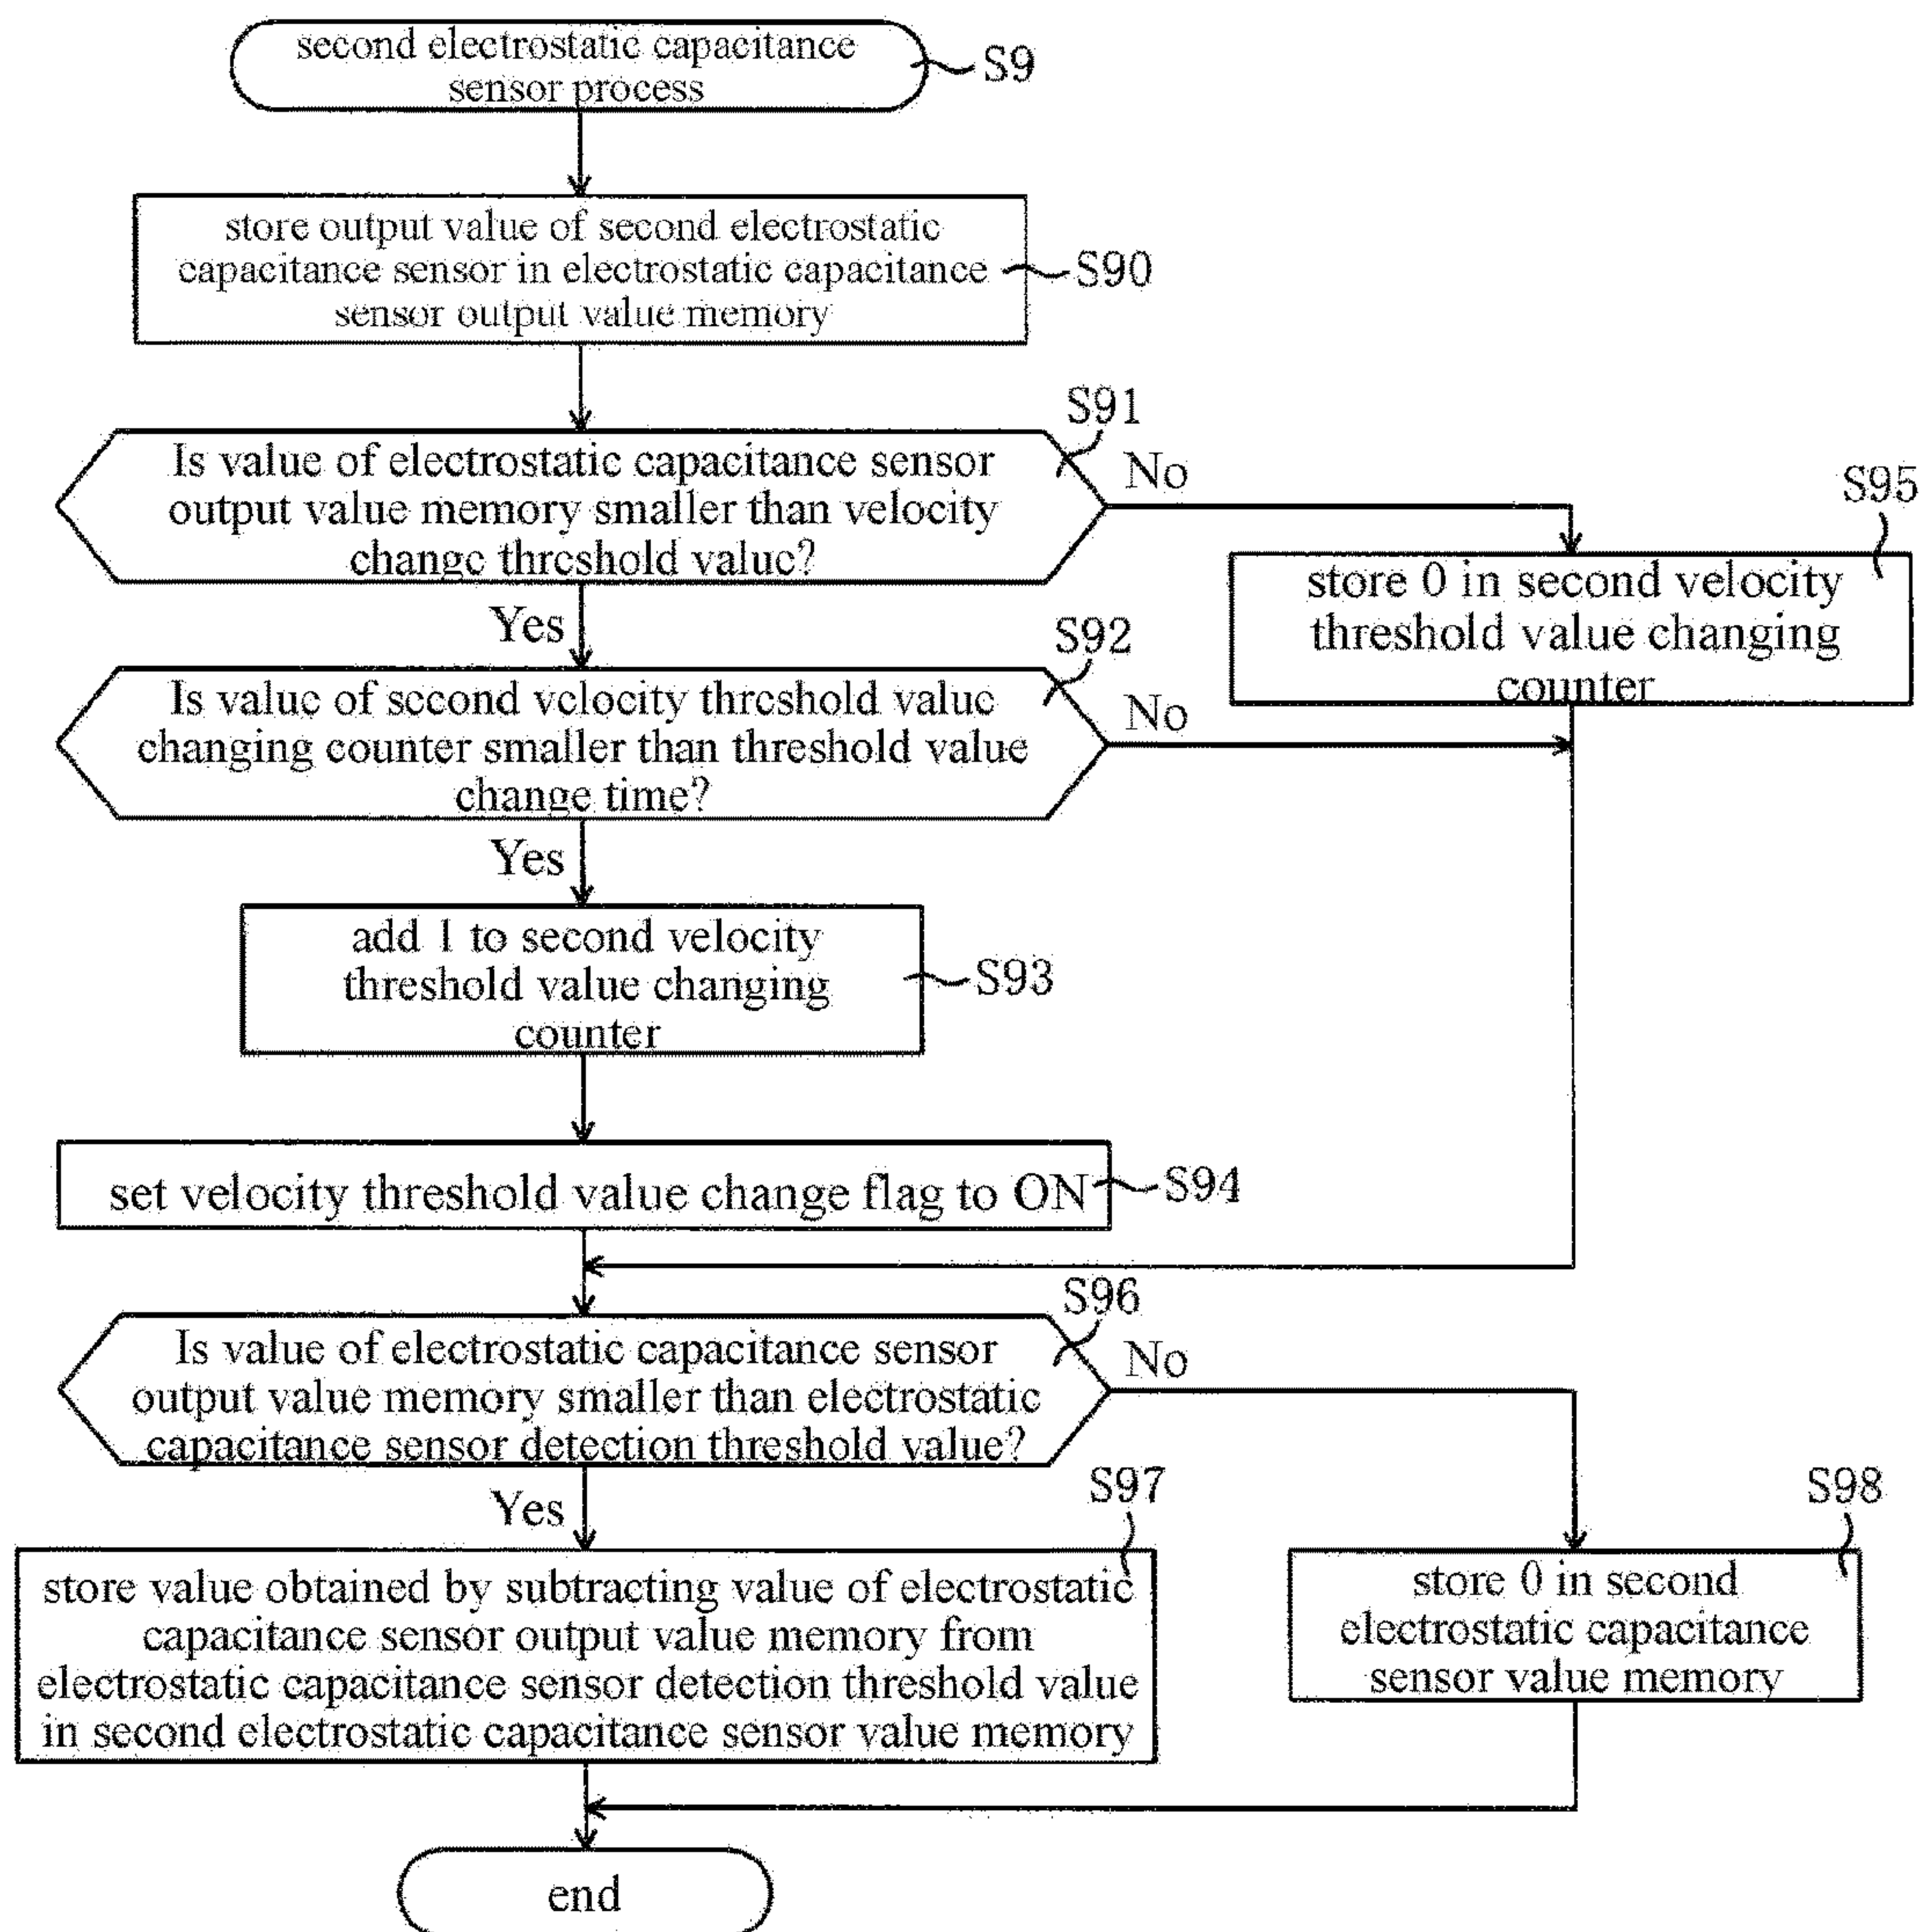 second electrostatic capacitance
sensor process
S9
store output value of second electrostatic
capacitance sensor in electrostatic capacitance
sensor output value memory
S90
S91
Is value of electrostatic capacitance sensor
output value memory smaller than velocity
change threshold value?
No
Yes
S95
store 0 in second velocity
threshold value changing
counter
S92
Is value of second velocity threshold value
changing counter smaller than threshold value
change time?
No
Yes
add 1 to second velocity
threshold value changing
counter
S93
set velocity threshold value change flag to ON
S94
S96
Is value of electrostatic capacitance sensor
output value memory smaller than electrostatic
capacitance sensor detection threshold value?
No
Yes
S97
store value obtained by subtracting value of electrostatic
capacitance sensor output value memory from
electrostatic capacitance sensor detection threshold value
in second electrostatic capacitance sensor value memory
S98
store 0 in second
electrostatic capacitance
sensor value memory
end